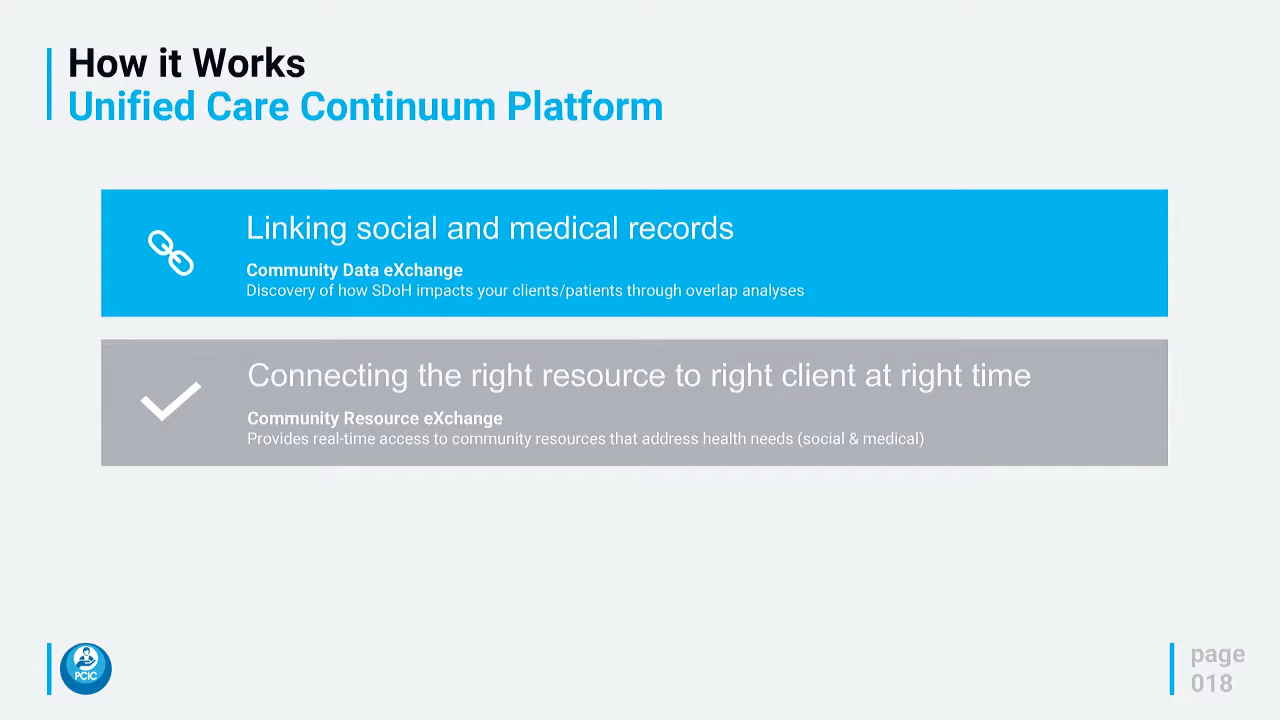 How it Works
Unified Care Continuum Platform
Linking social and medical records
Community Data eXchange
Discovery of how SDoH impacts your clients/patients through overlap analyses
Connecting the right resource to right client at right time
Community Resource eXchange
Provides real-time access to community resources that address health needs (social & medical)
PCIC
page
018